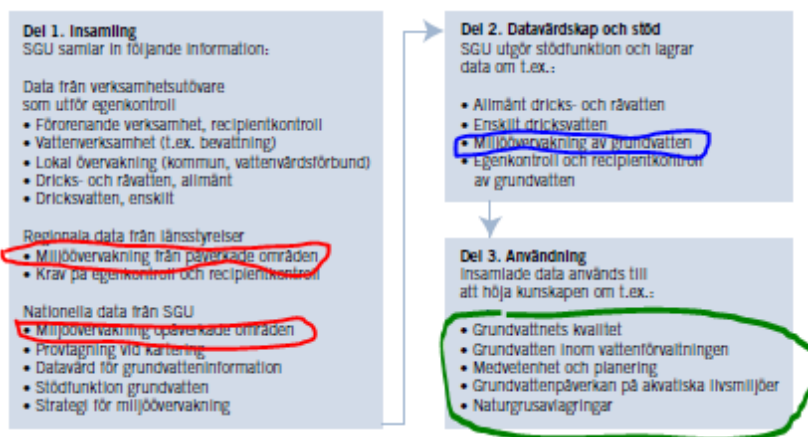 Del 1. Insamling
SGU samlar in följande information:
Data från verksamhetsutövare
som utför egenkontroll
• Förorenande verksamhet, recipientkontroll
• Vattenverksamhet (t.ex. bevattning)
• Lokal övervakning (kommun, vattenvårdsförbund)
• Dricks- och råvatten, allmänt
• Dricksvatten, enskilt
Regionala data från länsstyrelser
• Miljöövervakning från påverkade områden
• Krav på egenkontroll och recipientkontroll
Nationella data från SGU
• Miljöövervakning opåverkade områden
• Provtagning vid kartering
• Datavärd för grundvatteninformation
• Stödfunktion grundvatten
• Strategi för miljöövervakning
Del 2. Datavärdskap och stöd
SGU utgör stödfunktion och lagrar
data om t.ex.:
• Allmänt dricks- och råvatten
• Enskilt dricksvatten
• Miljöövervakning av grundvatten
• Egenkontroll och recipientkontroll
av grundvatten
Del 3. Användning
Insamlade data används till
att höja kunskapen om t.ex.:
• Grundvattnets kvalitet
• Grundvatten inom vattenförvaltningen
• Medvetenhet och planering
• Grundvattenpåverkan på akvatiska livsmiljöer
• Naturgrusavlagringar